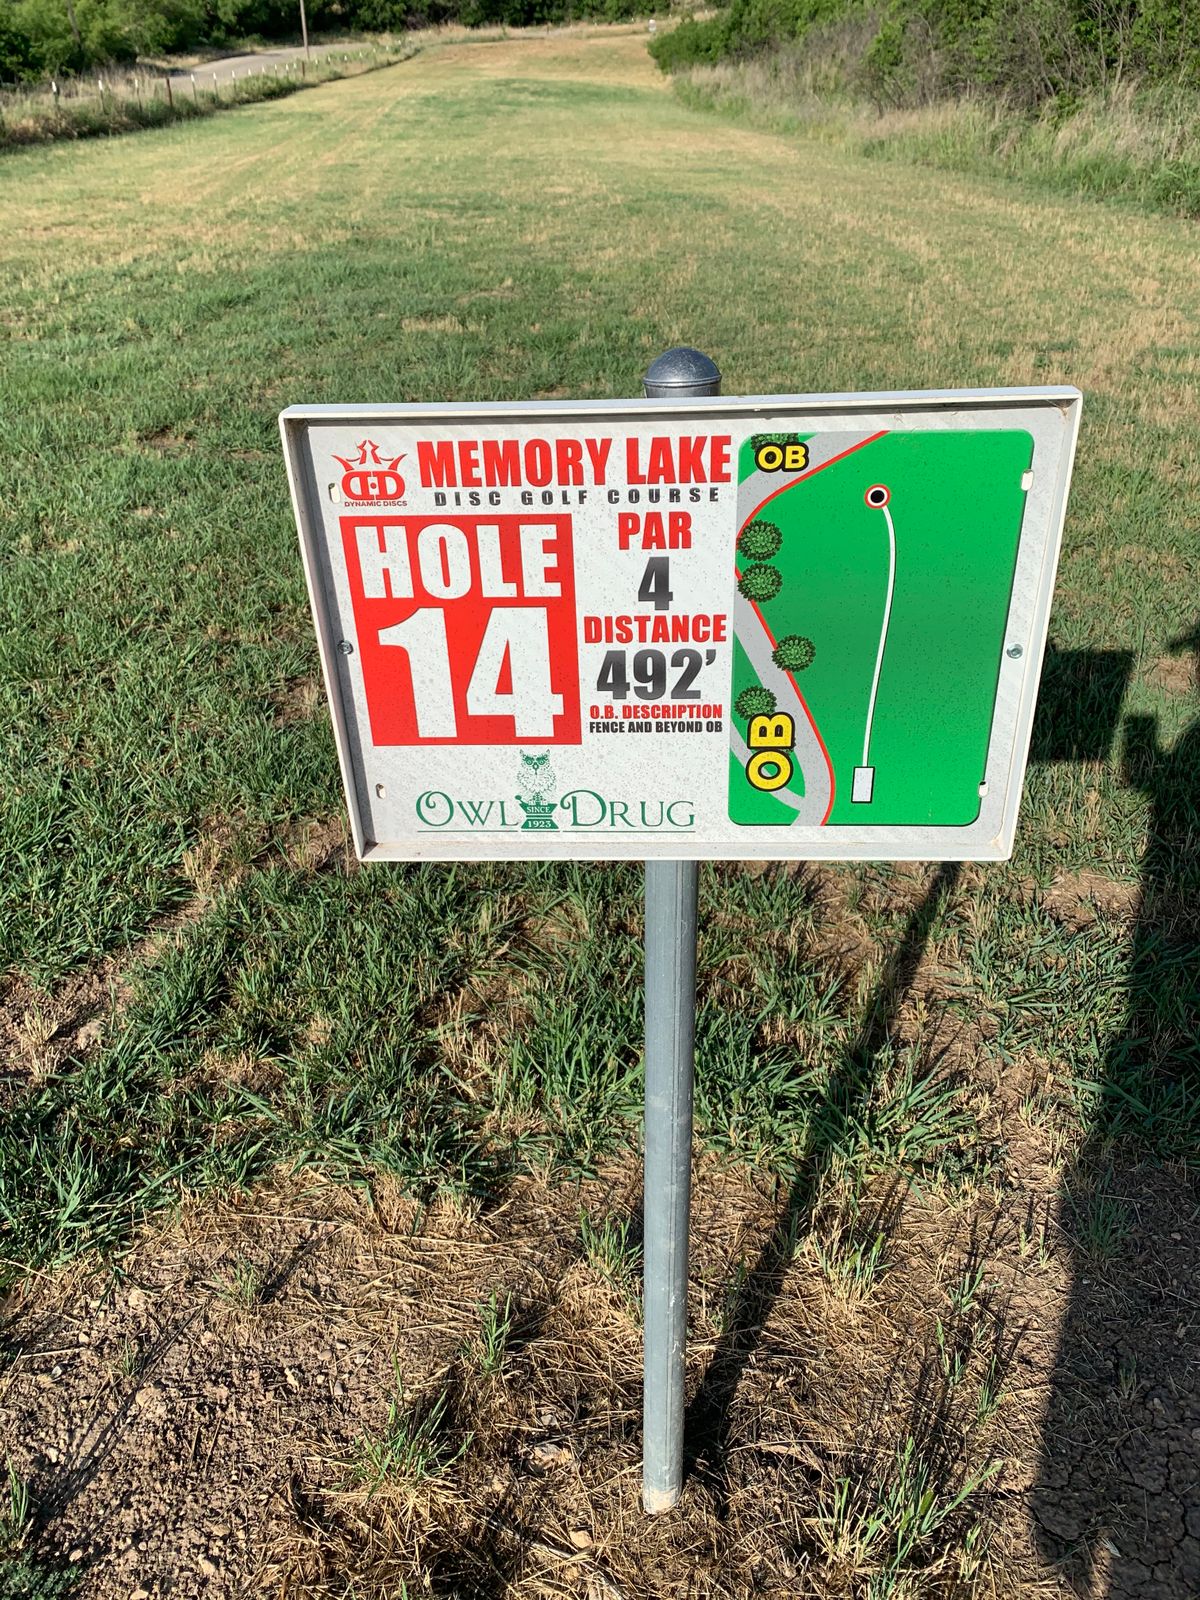 DYNAMIC DISCS
MEMORY LAKE
DISC GOLF COURSE
HOLE
14
PAR
4
DISTANCE
492'
O.B. DESCRIPTION
FENCE AND BEYOND OB
OWL DRUG
SINCE
1923
OB
OB